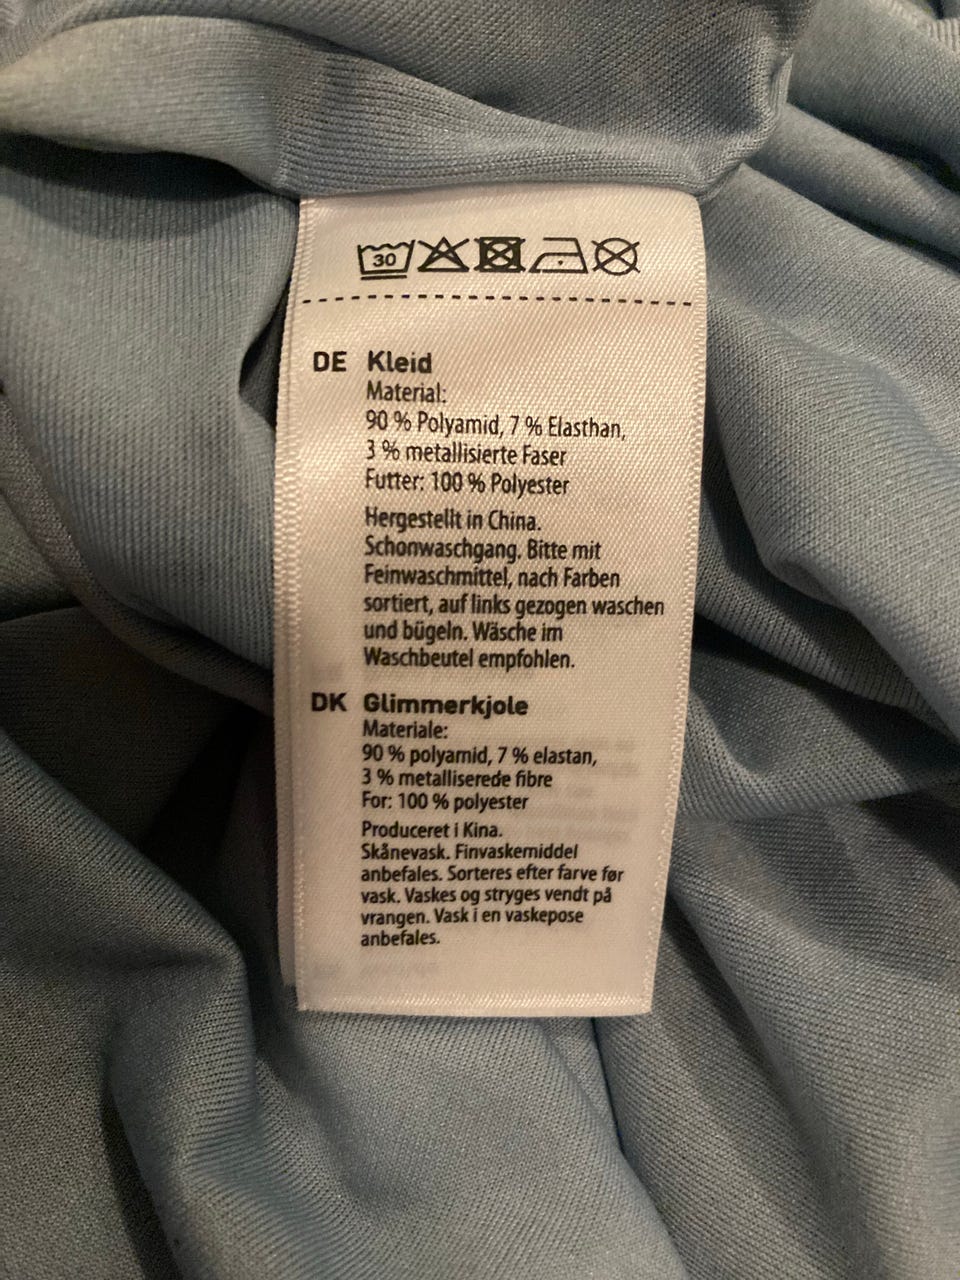 30
DE Kleid
Material:
90 % Polyamid, 7 % Elasthan,
3 % metallisierte Faser
Futter: 100 % Polyester
Hergestellt in China.
Schonwaschgang. Bitte mit
Feinwaschmittel, nach Farben
sortiert, auf links gezogen waschen
und bügeln. Wäsche im
Waschbeutel empfohlen.
DK Glimmerkjole
Materiale:
90 % polyamid, 7 % elastan,
3 % metalliserede fibre
For: 100 % polyester
Produceret i Kina.
Skånevask. Finvaskemiddel
anbefales. Sorteres efter farve før
vask. Vaskes og stryges vendt på
vrangen. Vask i en vaskepose
anbefales.